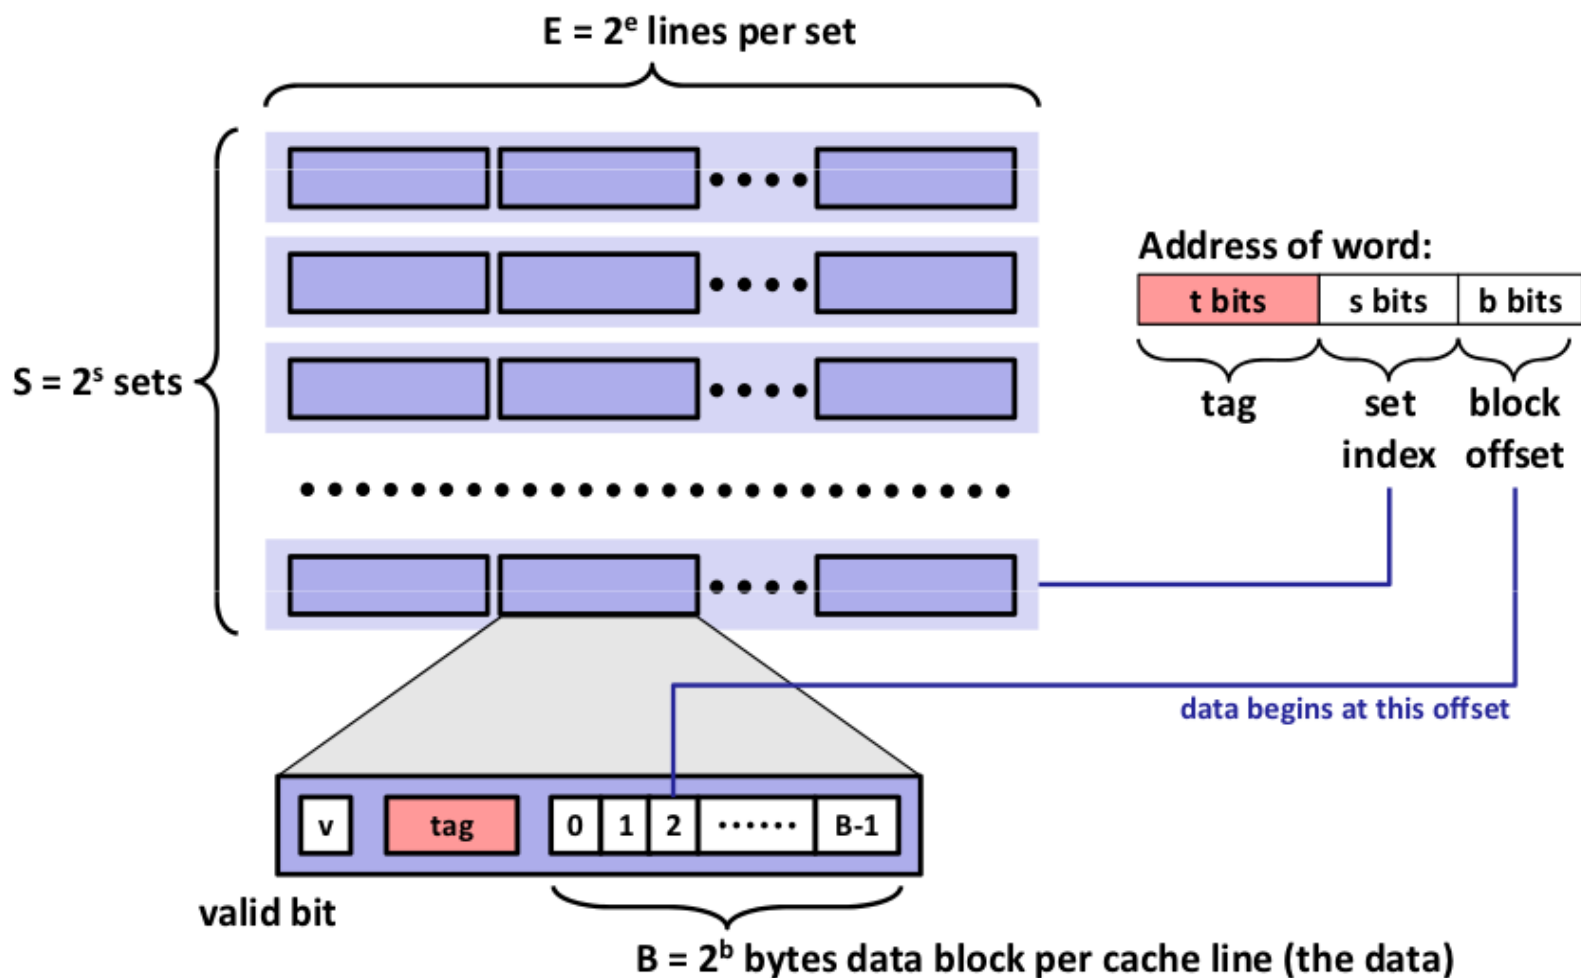 E = 2ᵉ lines per set
S = 2ˢ sets
Address of word:
t bits s bits b bits
tag set index block offset
data begins at this offset
v tag 0 1 2 ······ B-1
valid bit
B = 2ᵇ bytes data block per cache line (the data)